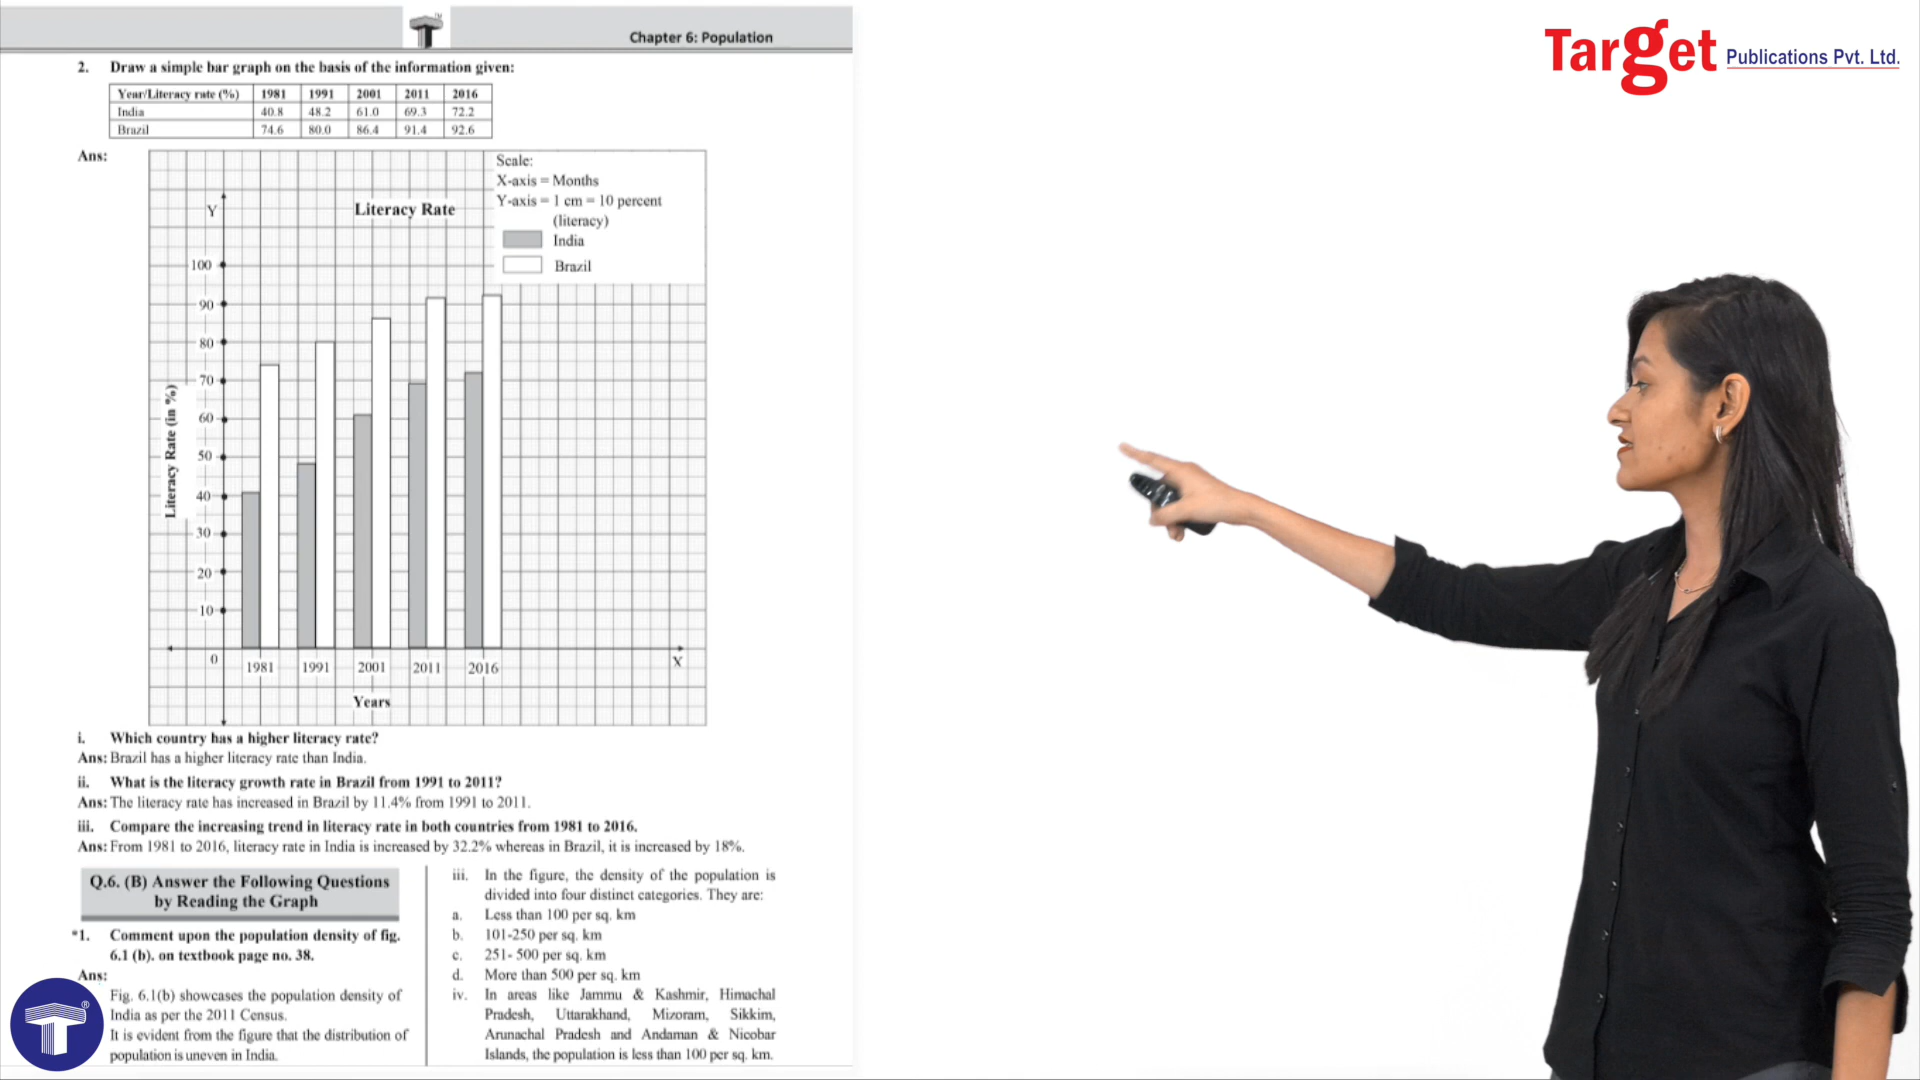 TM
Chapter 6: Population
Target Publications Pvt. Ltd.
2. Draw a simple bar graph on the basis of the information given:
Year/Literacy rate (%) 1981 1991 2001 2011 2016
India 40.8 48.2 61.0 69.3 72.2
Brazil 74.6 80.0 86.4 91.4 92.6
Ans:
Scale:
X-axis = Months
Y-axis = 1 cm = 10 percent
(literacy)
India
Brazil
Y
Literacy Rate
100
90
80
70
60
50
40
30
20
10
0
Literacy Rate (in %)
1981 1991 2001 2011 2016
X
Years
i. Which country has a higher literacy rate?
Ans: Brazil has a higher literacy rate than India.
ii. What is the literacy growth rate in Brazil from 1991 to 2011?
Ans: The literacy rate has increased in Brazil by 11.4% from 1991 to 2011.
iii. Compare the increasing trend in literacy rate in both countries from 1981 to 2016.
Ans: From 1981 to 2016, literacy rate in India is increased by 32.2% whereas in Brazil, it is increased by 18%.
Q.6. (B) Answer the Following Questions
by Reading the Graph
*1. Comment upon the population density of fig.
6.1 (b). on textbook page no. 38.
Ans:
Fig. 6.1(b) showcases the population density of
India as per the 2011 Census.
It is evident from the figure that the distribution of
population is uneven in India.
iii. In the figure, the density of the population is
divided into four distinct categories. They are:
a. Less than 100 per sq. km
b. 101-250 per sq. km
c. 251- 500 per sq. km
d. More than 500 per sq. km
iv. In areas like Jammu & Kashmir, Himachal
Pradesh, Uttarakhand, Mizoram, Sikkim,
Arunachal Pradesh and Andaman & Nicobar
Islands, the population is less than 100 per sq. km.
®